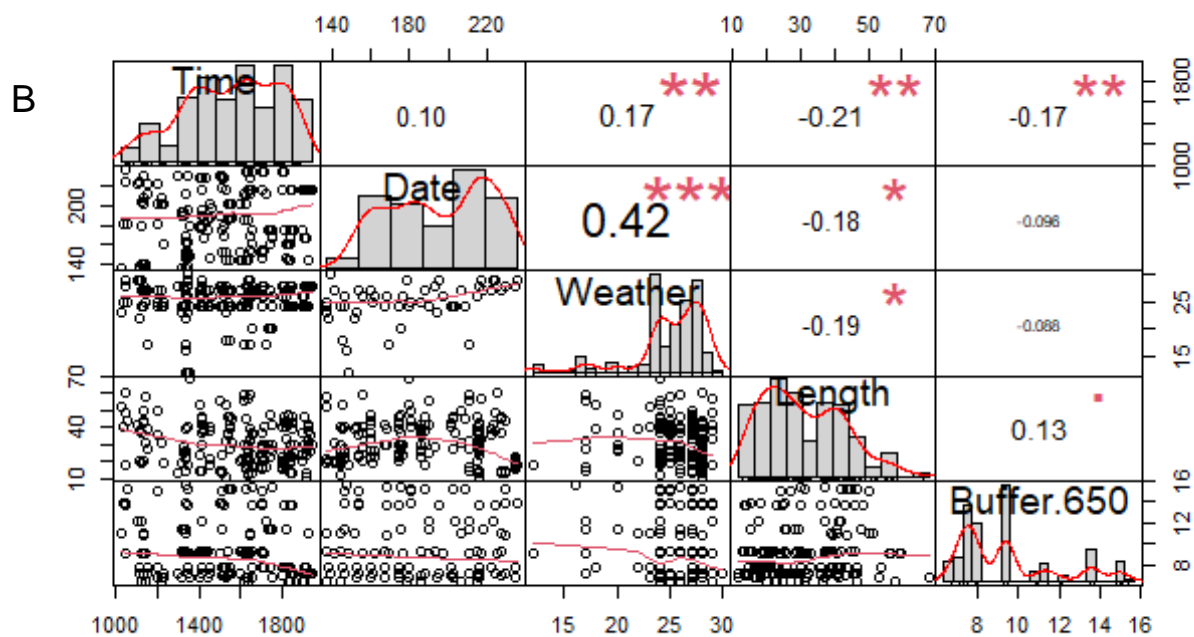 140 180 220 10 30 50 70
B
Time 0.10 0.17 ** -0.21 ** -0.17 ** 1000 1800
140 200 Date 0.42 *** -0.18 * -0.096
Weather -0.19 * -0.088 15 25
10 40 70 Length 0.13 .
Buffer.650 8 12 16
1000 1400 1800 15 20 25 30 8 10 12 14 16